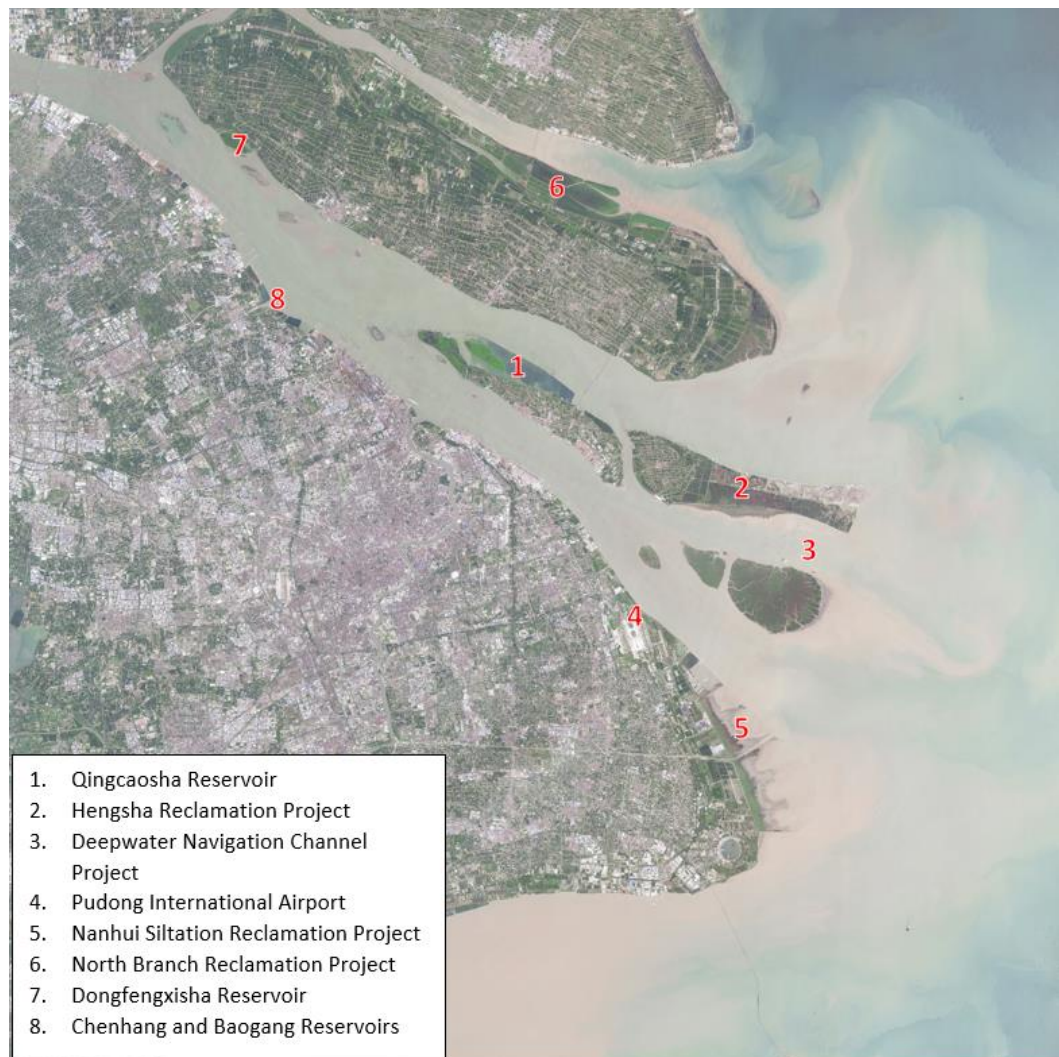 7
6
8
1
2
3
4
5
1. Qingcaosha Reservoir
2. Hengsha Reclamation Project
3. Deepwater Navigation Channel
Project
4. Pudong International Airport
5. Nanhui Siltation Reclamation Project
6. North Branch Reclamation Project
7. Dongfengxisha Reservoir
8. Chenhang and Baogang Reservoirs